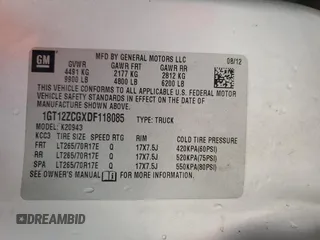 GM
MFD BY GENERAL MOTORS LLC
08/12
GVWR GAWR FRT GAWR RR
4491 KG 2177 KG 2812 KG
9900 LB 4800 LB 6200 LB
THIS VEHICLE CONFORMS TO ALL APPLICABLE U.S.
FEDERAL MOTOR VEHICLE SAFETY STANDARDS IN
EFFECT ON THE DATE OF MANUFACTURE SHOWN ABOVE.
1GT12ZCGXDF118085 TYPE: TRUCK
MODEL: K20943
TIRE SIZE SPEED RTG RIM COLD TIRE PRESSURE
FRT LT265/70R17E Q 17X7.5J 420KPA(60PSI)
RR LT265/70R17E Q 17X7.5J 520KPA(75PSI)
SPA LT265/70R17E Q 17X7.5J 550KPA(80PSI)
SEE OWNER'S MANUAL FOR MORE INFORMATION.
DREAMBID